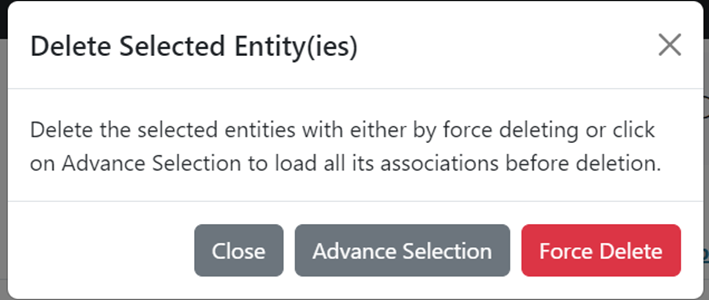 Delete Selected Entity(ies)
Delete the selected entities with either by force deleting or click
on Advance Selection to load all its associations before deletion.
Close
Advance Selection
Force Delete